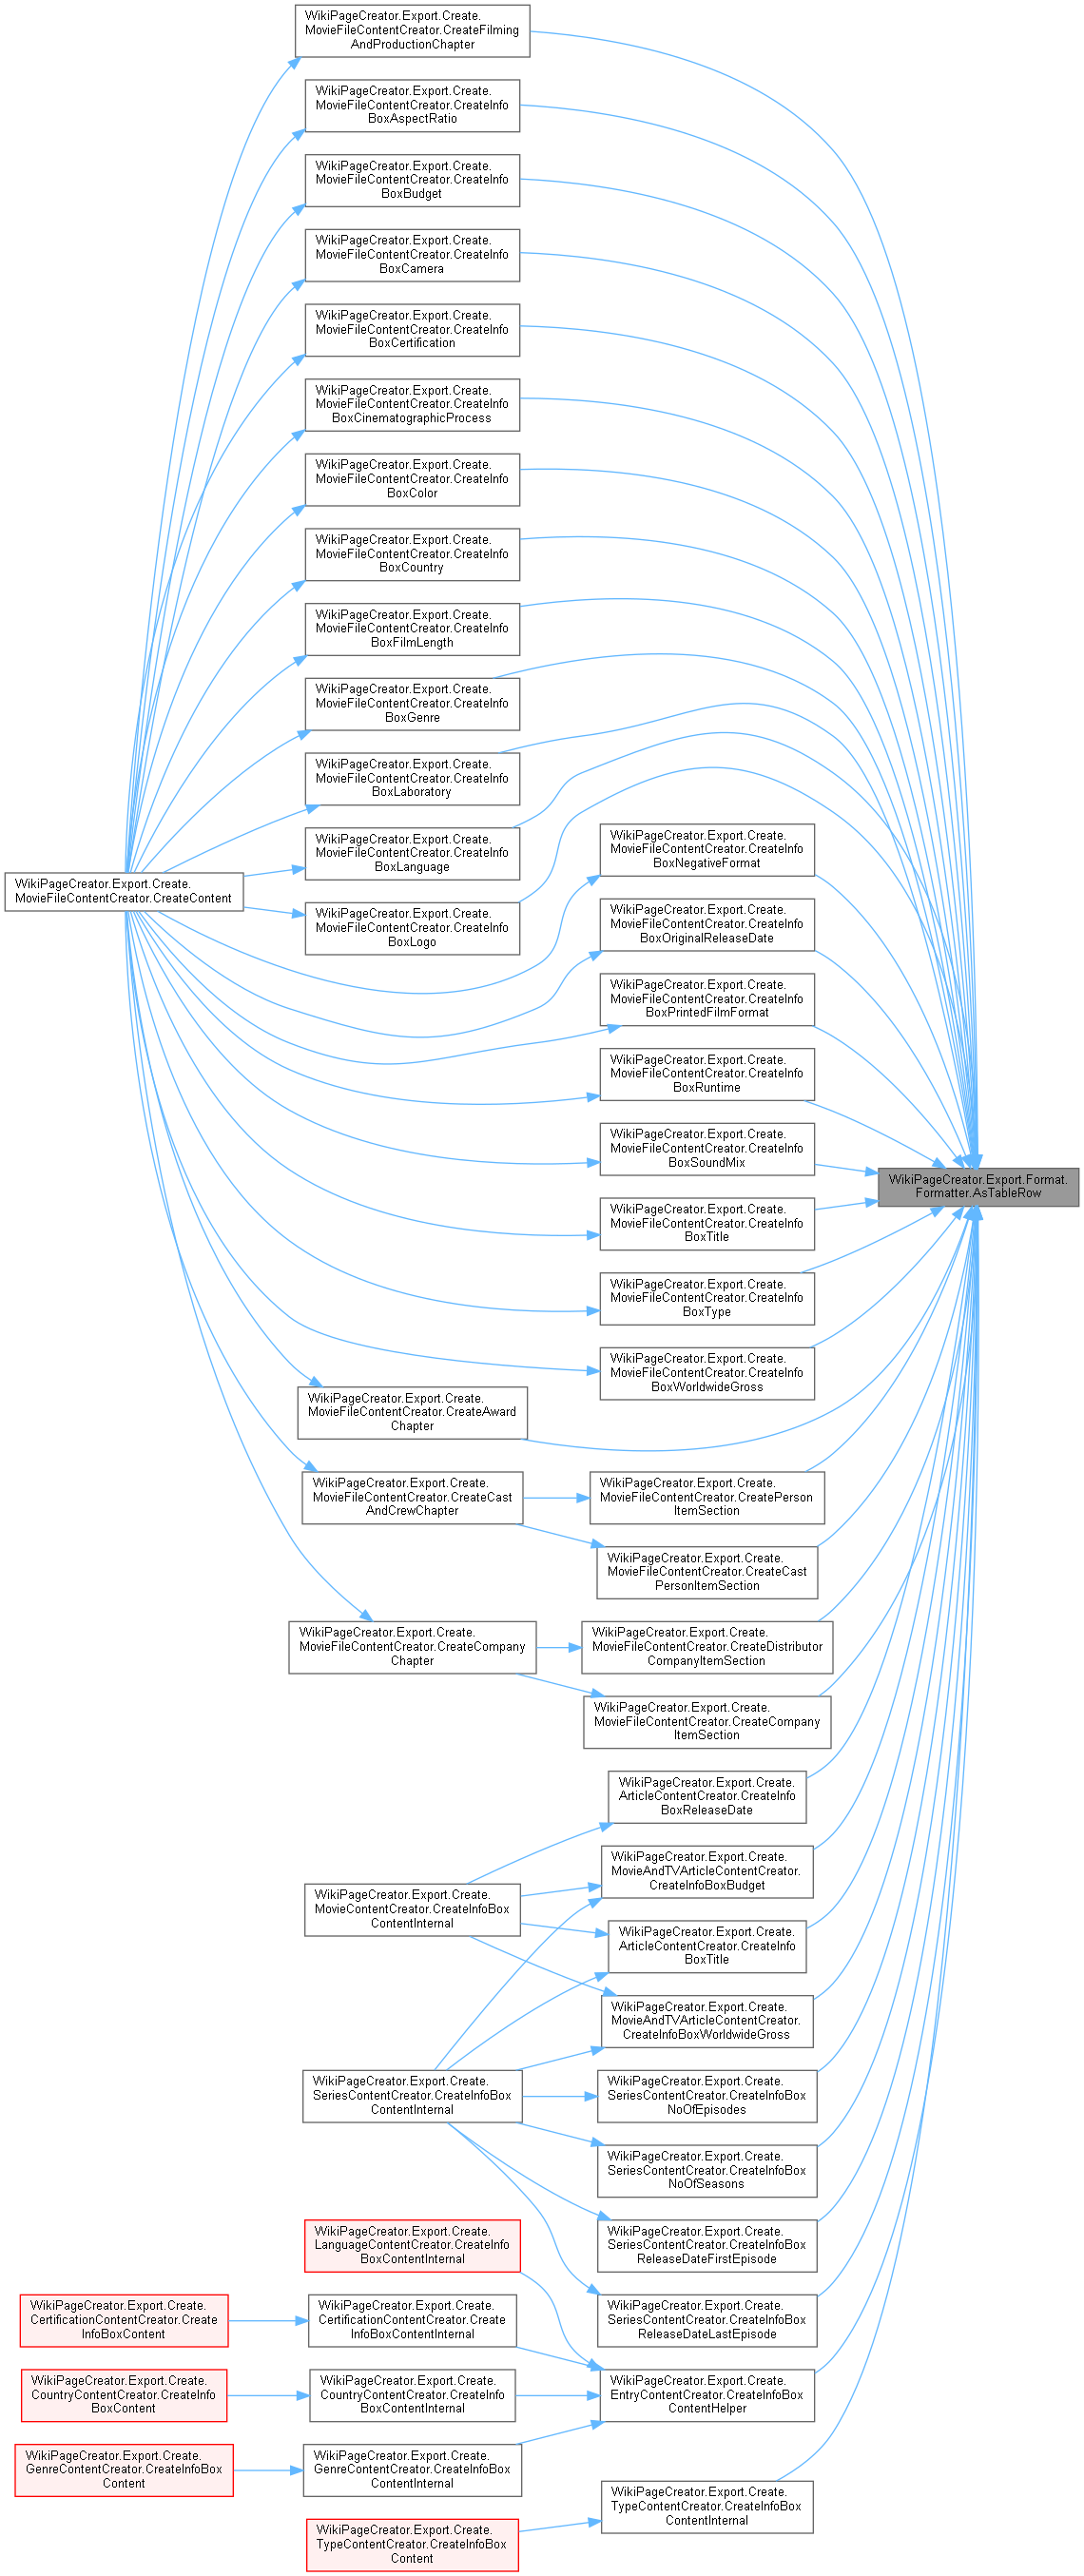 WikiPageCreator.Export.Create.
MovieFileContentCreator.CreateFilming
AndProductionChapter
WikiPageCreator.Export.Create.
MovieFileContentCreator.CreateInfo
BoxAspectRatio
WikiPageCreator.Export.Create.
MovieFileContentCreator.CreateInfo
BoxBudget
WikiPageCreator.Export.Create.
MovieFileContentCreator.CreateInfo
BoxCamera
WikiPageCreator.Export.Create.
MovieFileContentCreator.CreateInfo
BoxCertification
WikiPageCreator.Export.Create.
MovieFileContentCreator.CreateInfo
BoxCinematographicProcess
WikiPageCreator.Export.Create.
MovieFileContentCreator.CreateInfo
BoxColor
WikiPageCreator.Export.Create.
MovieFileContentCreator.CreateInfo
BoxCountry
WikiPageCreator.Export.Create.
MovieFileContentCreator.CreateInfo
BoxFilmLength
WikiPageCreator.Export.Create.
MovieFileContentCreator.CreateInfo
BoxGenre
WikiPageCreator.Export.Create.
MovieFileContentCreator.CreateInfo
BoxLaboratory
WikiPageCreator.Export.Create.
MovieFileContentCreator.CreateInfo
BoxLanguage
WikiPageCreator.Export.Create.
MovieFileContentCreator.CreateInfo
BoxNegativeFormat
WikiPageCreator.Export.Create.
MovieFileContentCreator.CreateContent
WikiPageCreator.Export.Create.
MovieFileContentCreator.CreateInfo
BoxLogo
WikiPageCreator.Export.Create.
MovieFileContentCreator.CreateInfo
BoxOriginalReleaseDate
WikiPageCreator.Export.Create.
MovieFileContentCreator.CreateInfo
BoxPrintedFilmFormat
WikiPageCreator.Export.Create.
MovieFileContentCreator.CreateInfo
BoxRuntime
WikiPageCreator.Export.Create.
MovieFileContentCreator.CreateInfo
BoxSoundMix
WikiPageCreator.Export.Format.
Formatter.AsTableRow
WikiPageCreator.Export.Create.
MovieFileContentCreator.CreateInfo
BoxTitle
WikiPageCreator.Export.Create.
MovieFileContentCreator.CreateInfo
BoxType
WikiPageCreator.Export.Create.
MovieFileContentCreator.CreateInfo
BoxWorldwideGross
WikiPageCreator.Export.Create.
MovieFileContentCreator.CreateAward
Chapter
WikiPageCreator.Export.Create.
MovieFileContentCreator.CreateCast
AndCrewChapter
WikiPageCreator.Export.Create.
MovieFileContentCreator.CreatePerson
ItemSection
WikiPageCreator.Export.Create.
MovieFileContentCreator.CreateCast
PersonItemSection
WikiPageCreator.Export.Create.
MovieFileContentCreator.CreateCompany
Chapter
WikiPageCreator.Export.Create.
MovieFileContentCreator.CreateDistributor
CompanyItemSection
WikiPageCreator.Export.Create.
MovieFileContentCreator.CreateCompany
ItemSection
WikiPageCreator.Export.Create.
ArticleContentCreator.CreateInfo
BoxReleaseDate
WikiPageCreator.Export.Create.
MovieAndTVArticleContentCreator.
CreateInfoBoxBudget
WikiPageCreator.Export.Create.
MovieContentCreator.CreateInfoBox
ContentInternal
WikiPageCreator.Export.Create.
ArticleContentCreator.CreateInfo
BoxTitle
WikiPageCreator.Export.Create.
MovieAndTVArticleContentCreator.
CreateInfoBoxWorldwideGross
WikiPageCreator.Export.Create.
SeriesContentCreator.CreateInfoBox
ContentInternal
WikiPageCreator.Export.Create.
SeriesContentCreator.CreateInfoBox
NoOfEpisodes
WikiPageCreator.Export.Create.
SeriesContentCreator.CreateInfoBox
NoOfSeasons
WikiPageCreator.Export.Create.
SeriesContentCreator.CreateInfoBox
ReleaseDateFirstEpisode
WikiPageCreator.Export.Create.
LanguageContentCreator.CreateInfo
BoxContentInternal
WikiPageCreator.Export.Create.
CertificationContentCreator.Create
InfoBoxContent
WikiPageCreator.Export.Create.
CertificationContentCreator.Create
InfoBoxContentInternal
WikiPageCreator.Export.Create.
SeriesContentCreator.CreateInfoBox
ReleaseDateLastEpisode
WikiPageCreator.Export.Create.
CountryContentCreator.CreateInfo
BoxContent
WikiPageCreator.Export.Create.
CountryContentCreator.CreateInfo
BoxContentInternal
WikiPageCreator.Export.Create.
EntryContentCreator.CreateInfoBox
ContentHelper
WikiPageCreator.Export.Create.
GenreContentCreator.CreateInfoBox
Content
WikiPageCreator.Export.Create.
GenreContentCreator.CreateInfoBox
ContentInternal
WikiPageCreator.Export.Create.
TypeContentCreator.CreateInfoBox
ContentInternal
WikiPageCreator.Export.Create.
TypeContentCreator.CreateInfoBox
Content